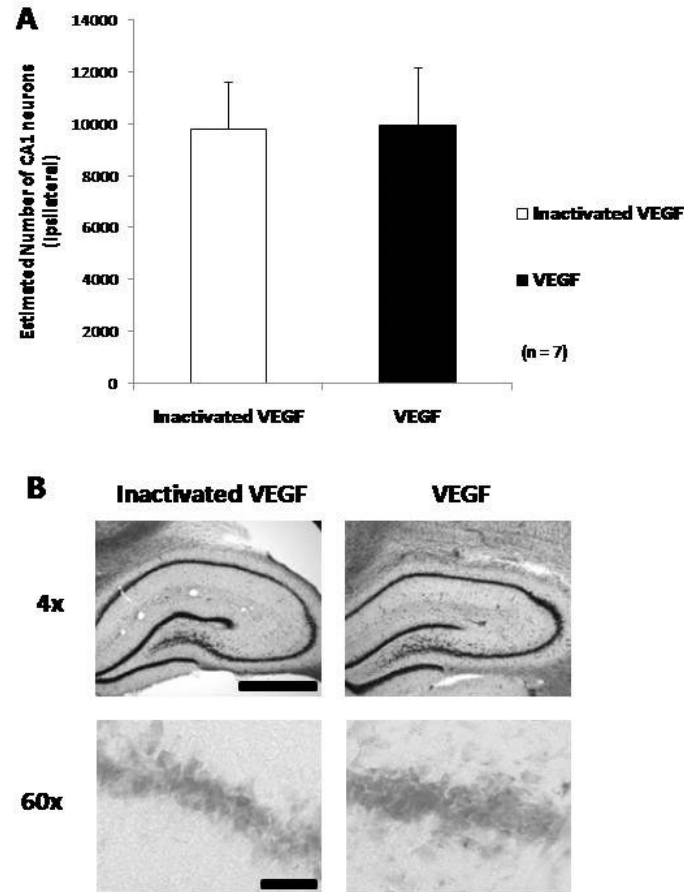 A
14000
12000
10000
8000
6000
4000
2000
0
Estimated Number of CA1 neurons
(Ipsilateral)
Inactivated VEGF
VEGF
Inactivated VEGF
VEGF
(n = 7)
B
Inactivated VEGF VEGF
4x
60x